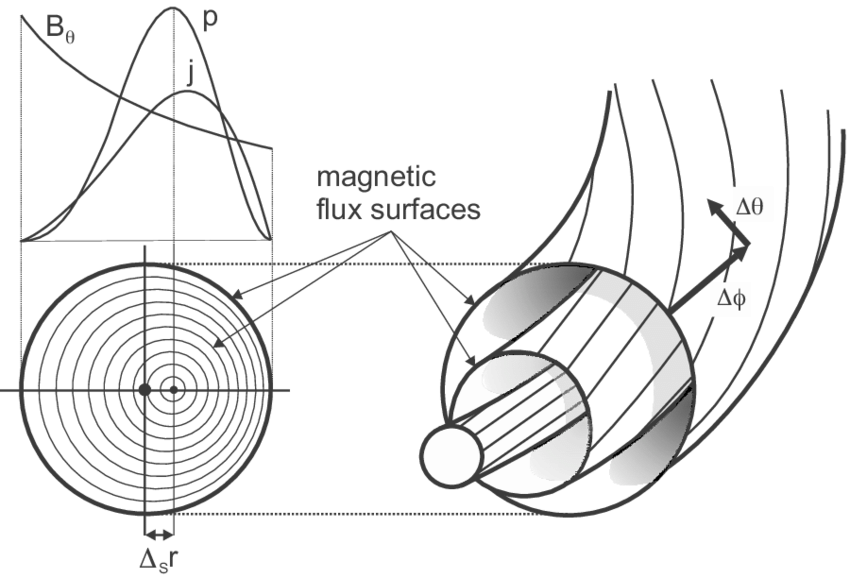 Bθ
p
j
magnetic
flux surfaces
Δθ
Δϕ
Δsr